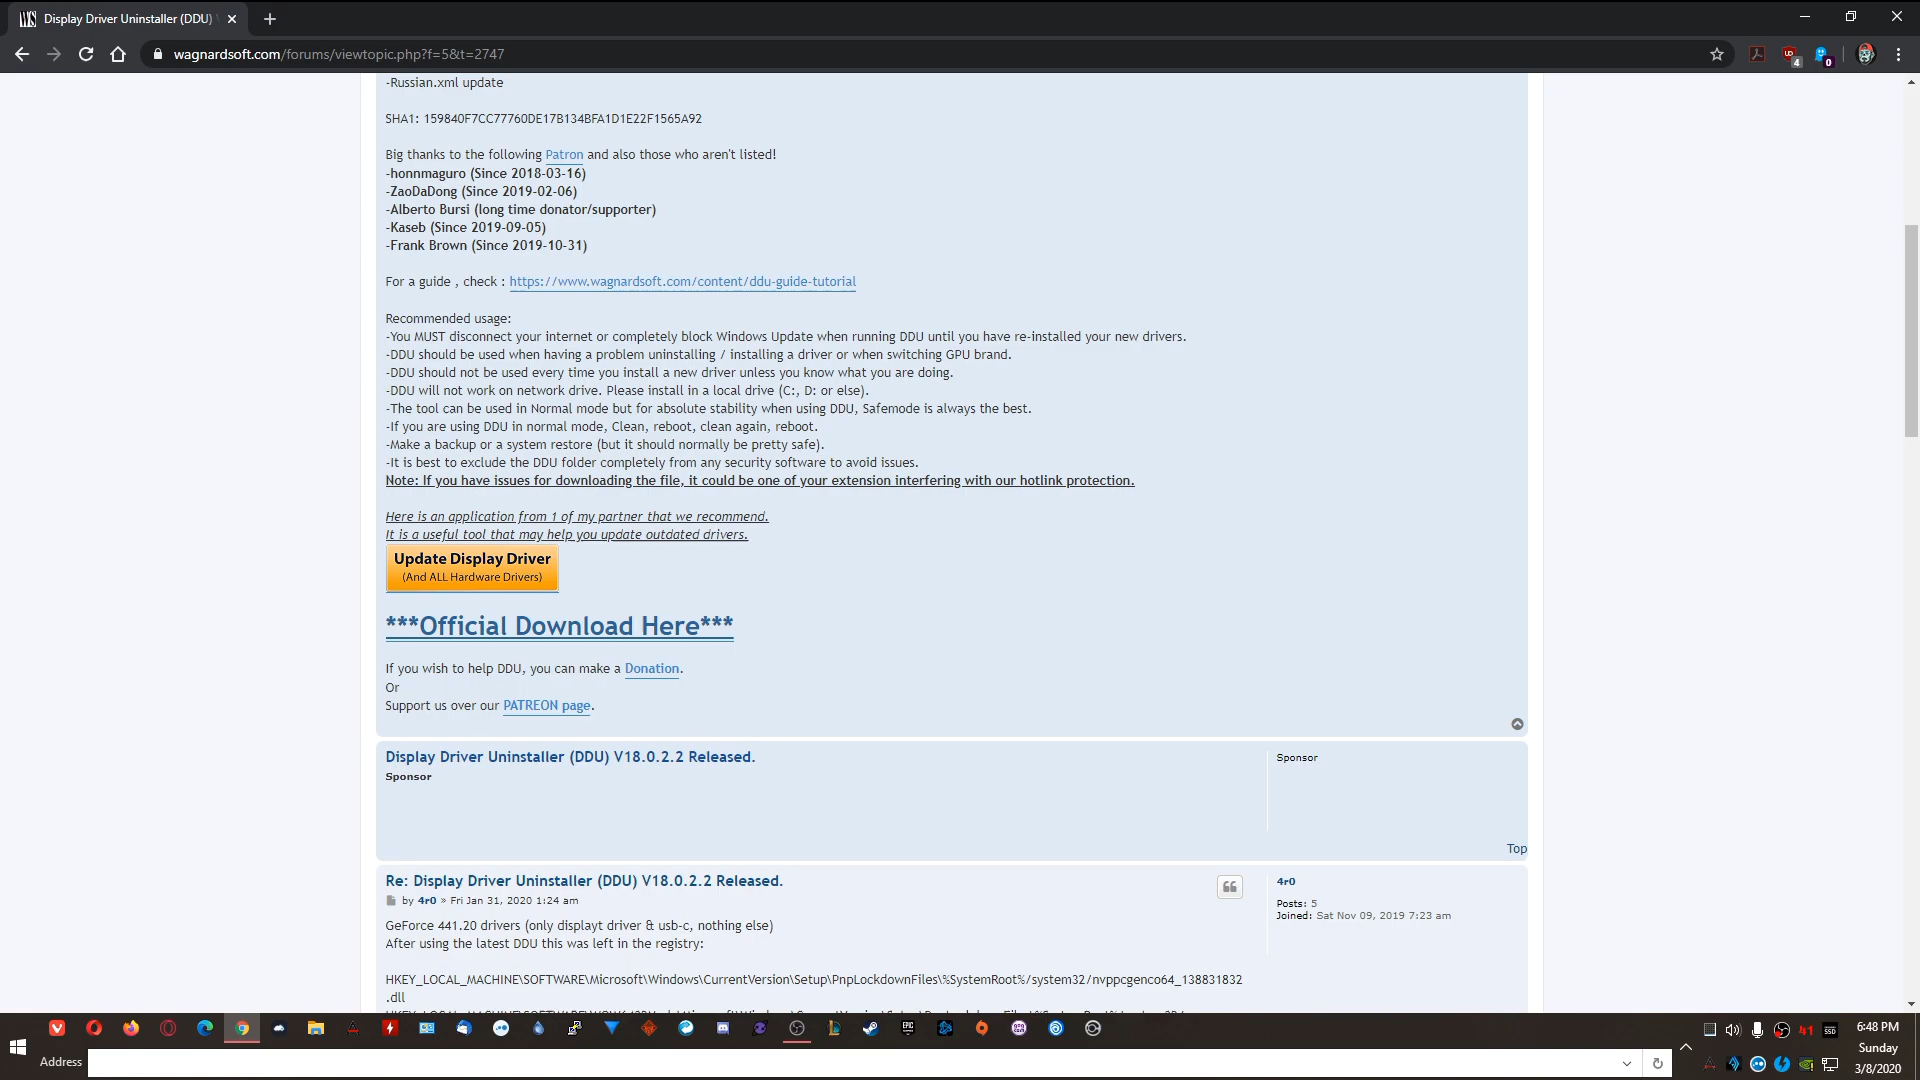 Display Driver Uninstaller (DDU)
wagnardsoft.com/forums/viewtopic.php?f=5&t=2747
UD
4
0
-Russian.xml update
SHA1: 159840F7CC77760DE17B134BFA1D1E22F1565A92
Big thanks to the following Patron and also those who aren't listed!
-honnmaguro (Since 2018-03-16)
-ZaoDaDong (Since 2019-02-06)
-Alberto Bursi (long time donator/supporter)
-Kaseb (Since 2019-09-05)
-Frank Brown (Since 2019-10-31)
For a guide , check : https://www.wagnardsoft.com/content/ddu-guide-tutorial
Recommended usage:
-You MUST disconnect your internet or completely block Windows Update when running DDU until you have re-installed your new drivers.
-DDU should be used when having a problem uninstalling / installing a driver or when switching GPU brand.
-DDU should not be used every time you install a new driver unless you know what you are doing.
-DDU will not work on network drive. Please install in a local drive (C:, D: or else).
-The tool can be used in Normal mode but for absolute stability when using DDU, Safemode is always the best.
-If you are using DDU in normal mode, Clean, reboot, clean again, reboot.
-Make a backup or a system restore (but it should normally be pretty safe).
-It is best to exclude the DDU folder completely from any security software to avoid issues.
Note: If you have issues for downloading the file, it could be one of your extension interfering with our hotlink protection.
Here is an application from 1 of my partner that we recommend.
It is a useful tool that may help you update outdated drivers.
Update Display Driver
(And ALL Hardware Drivers)
***Official Download Here***
If you wish to help DDU, you can make a Donation.
Or
Support us over our PATREON page.
Display Driver Uninstaller (DDU) V18.0.2.2 Released.
Sponsor
Sponsor
Top
Re: Display Driver Uninstaller (DDU) V18.0.2.2 Released.
by 4r0 » Fri Jan 31, 2020 1:24 am
4r0
Posts: 5
Joined: Sat Nov 09, 2019 7:23 am
GeForce 441.20 drivers (only displayt driver & usb-c, nothing else)
After using the latest DDU this was left in the registry:
HKEY_LOCAL_MACHINE\SOFTWARE\Microsoft\Windows\CurrentVersion\Setup\PnpLockdownFiles\%SystemRoot%/system32/nvppcgenco64_138831832
.dll
EPIC
41
SSD
6:48 PM
Sunday
3/8/2020
Address